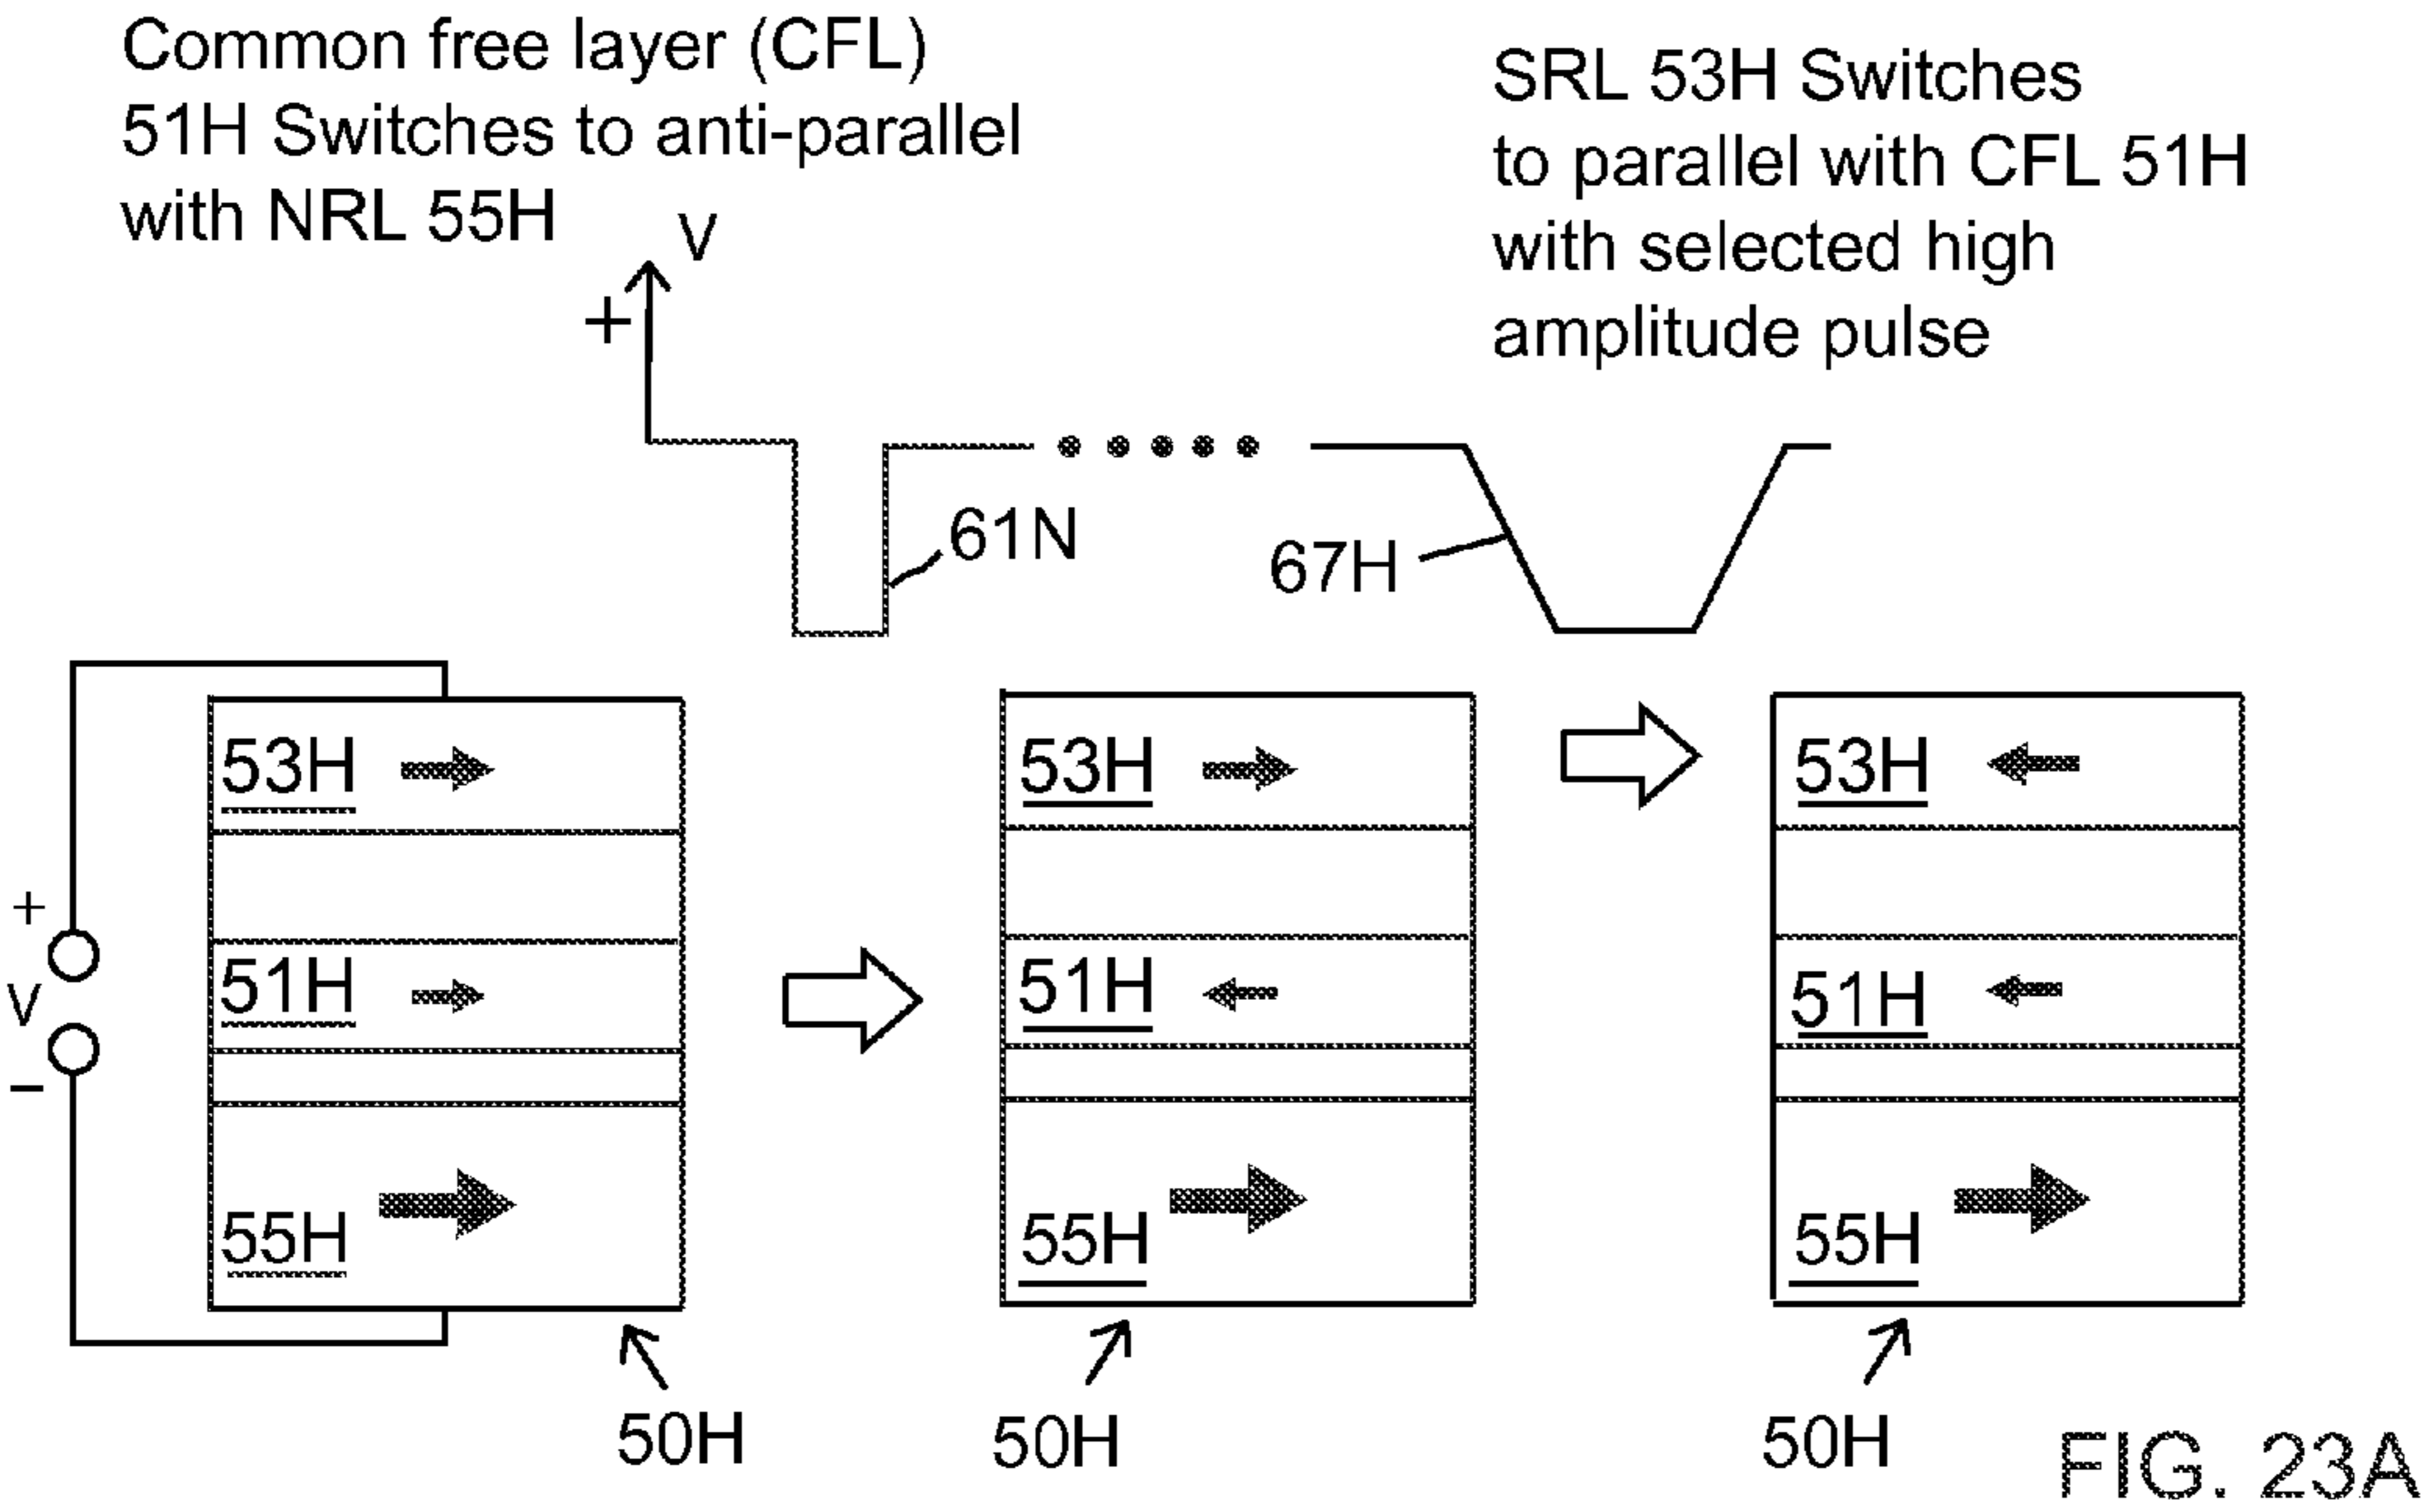 Common free layer (CFL)
51H Switches to anti-parallel
with NRL 55H
SRL 53H Switches
to parallel with CFL 51H
with selected high
amplitude pulse
V
+
61N
67H
53H
51H
55H
+
V
−
50H
53H
51H
55H
50H
53H
51H
55H
50H
FIG. 23A